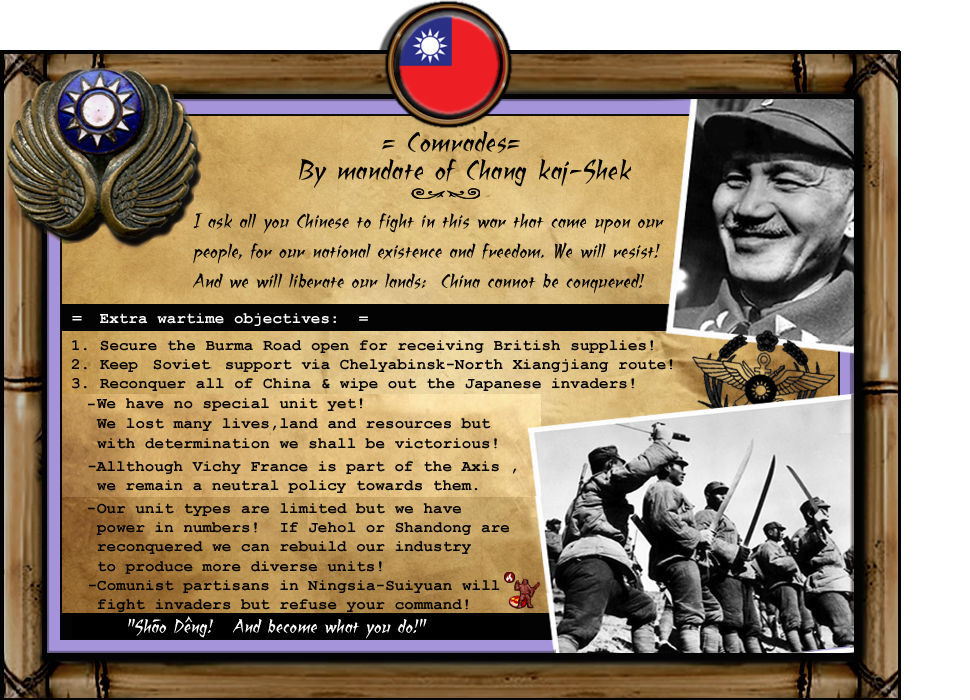 = Comrades=
By mandate of Chang kaj-Shek
I ask all you Chinese to fight in this war that came upon our
people, for our national existence and freedom. We will resist!
And we will liberate our lands;  China cannot be conquered!
=  Extra wartime objectives:  =
1. Secure the Burma Road open for receiving British supplies!
2. Keep  Soviet  support via Chelyabinsk-North Xiangjiang route!
3. Reconquer all of China & wipe out the Japanese invaders!
-We have no special unit yet!
We lost many lives,land and resources but
with determination we shall be victorious!
-Allthough Vichy France is part of the Axis ,
we remain a neutral policy towards them.
-Our unit types are limited but we have
power in numbers!  If Jehol or Shandong are
reconquered we can rebuild our industry
to produce more diverse units!
-Comunist partisans in Ningsia-Suiyuan will
fight invaders but refuse your command!
"Shão Dêng!   And become what you do!"